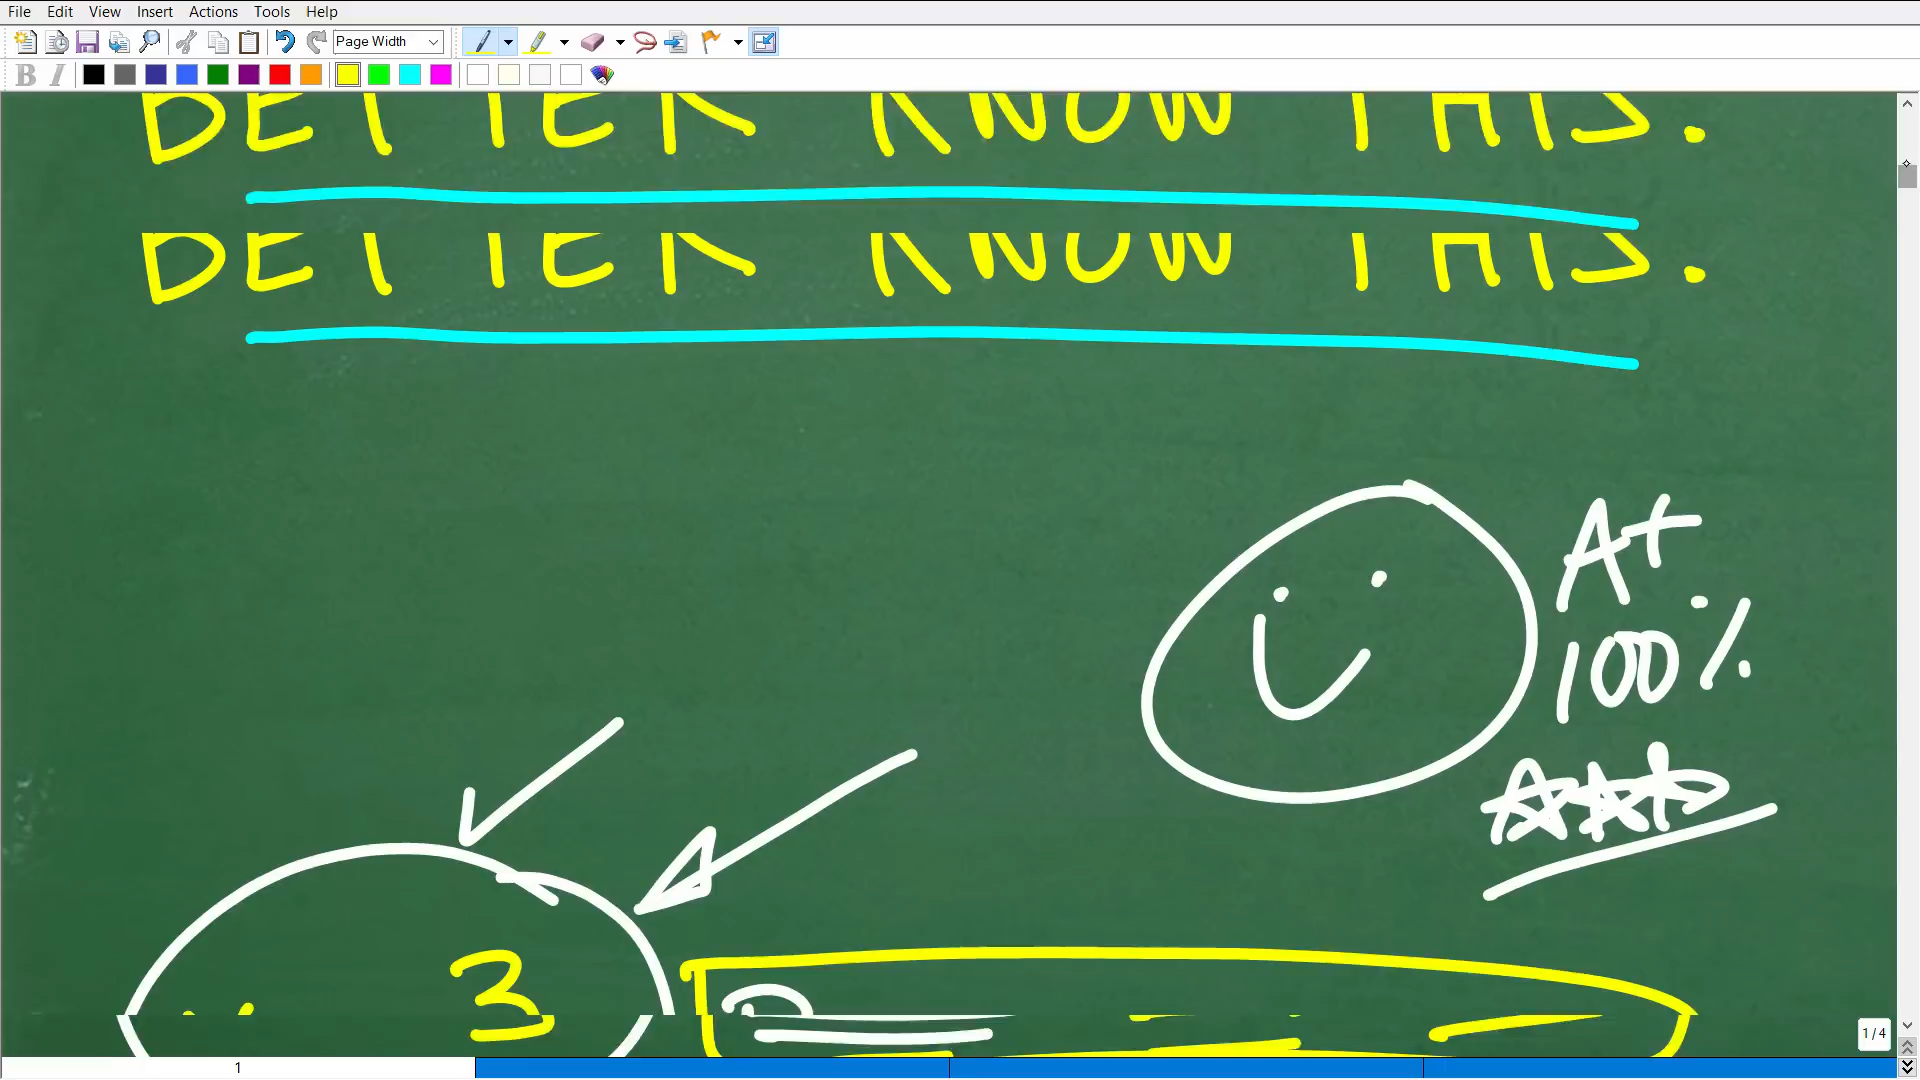 File Edit View Insert Actions Tools Help
Page Width
B I
BETTER KNOW THIS.
BETTER KNOW THIS.
A+
100%
3
1 / 4
1